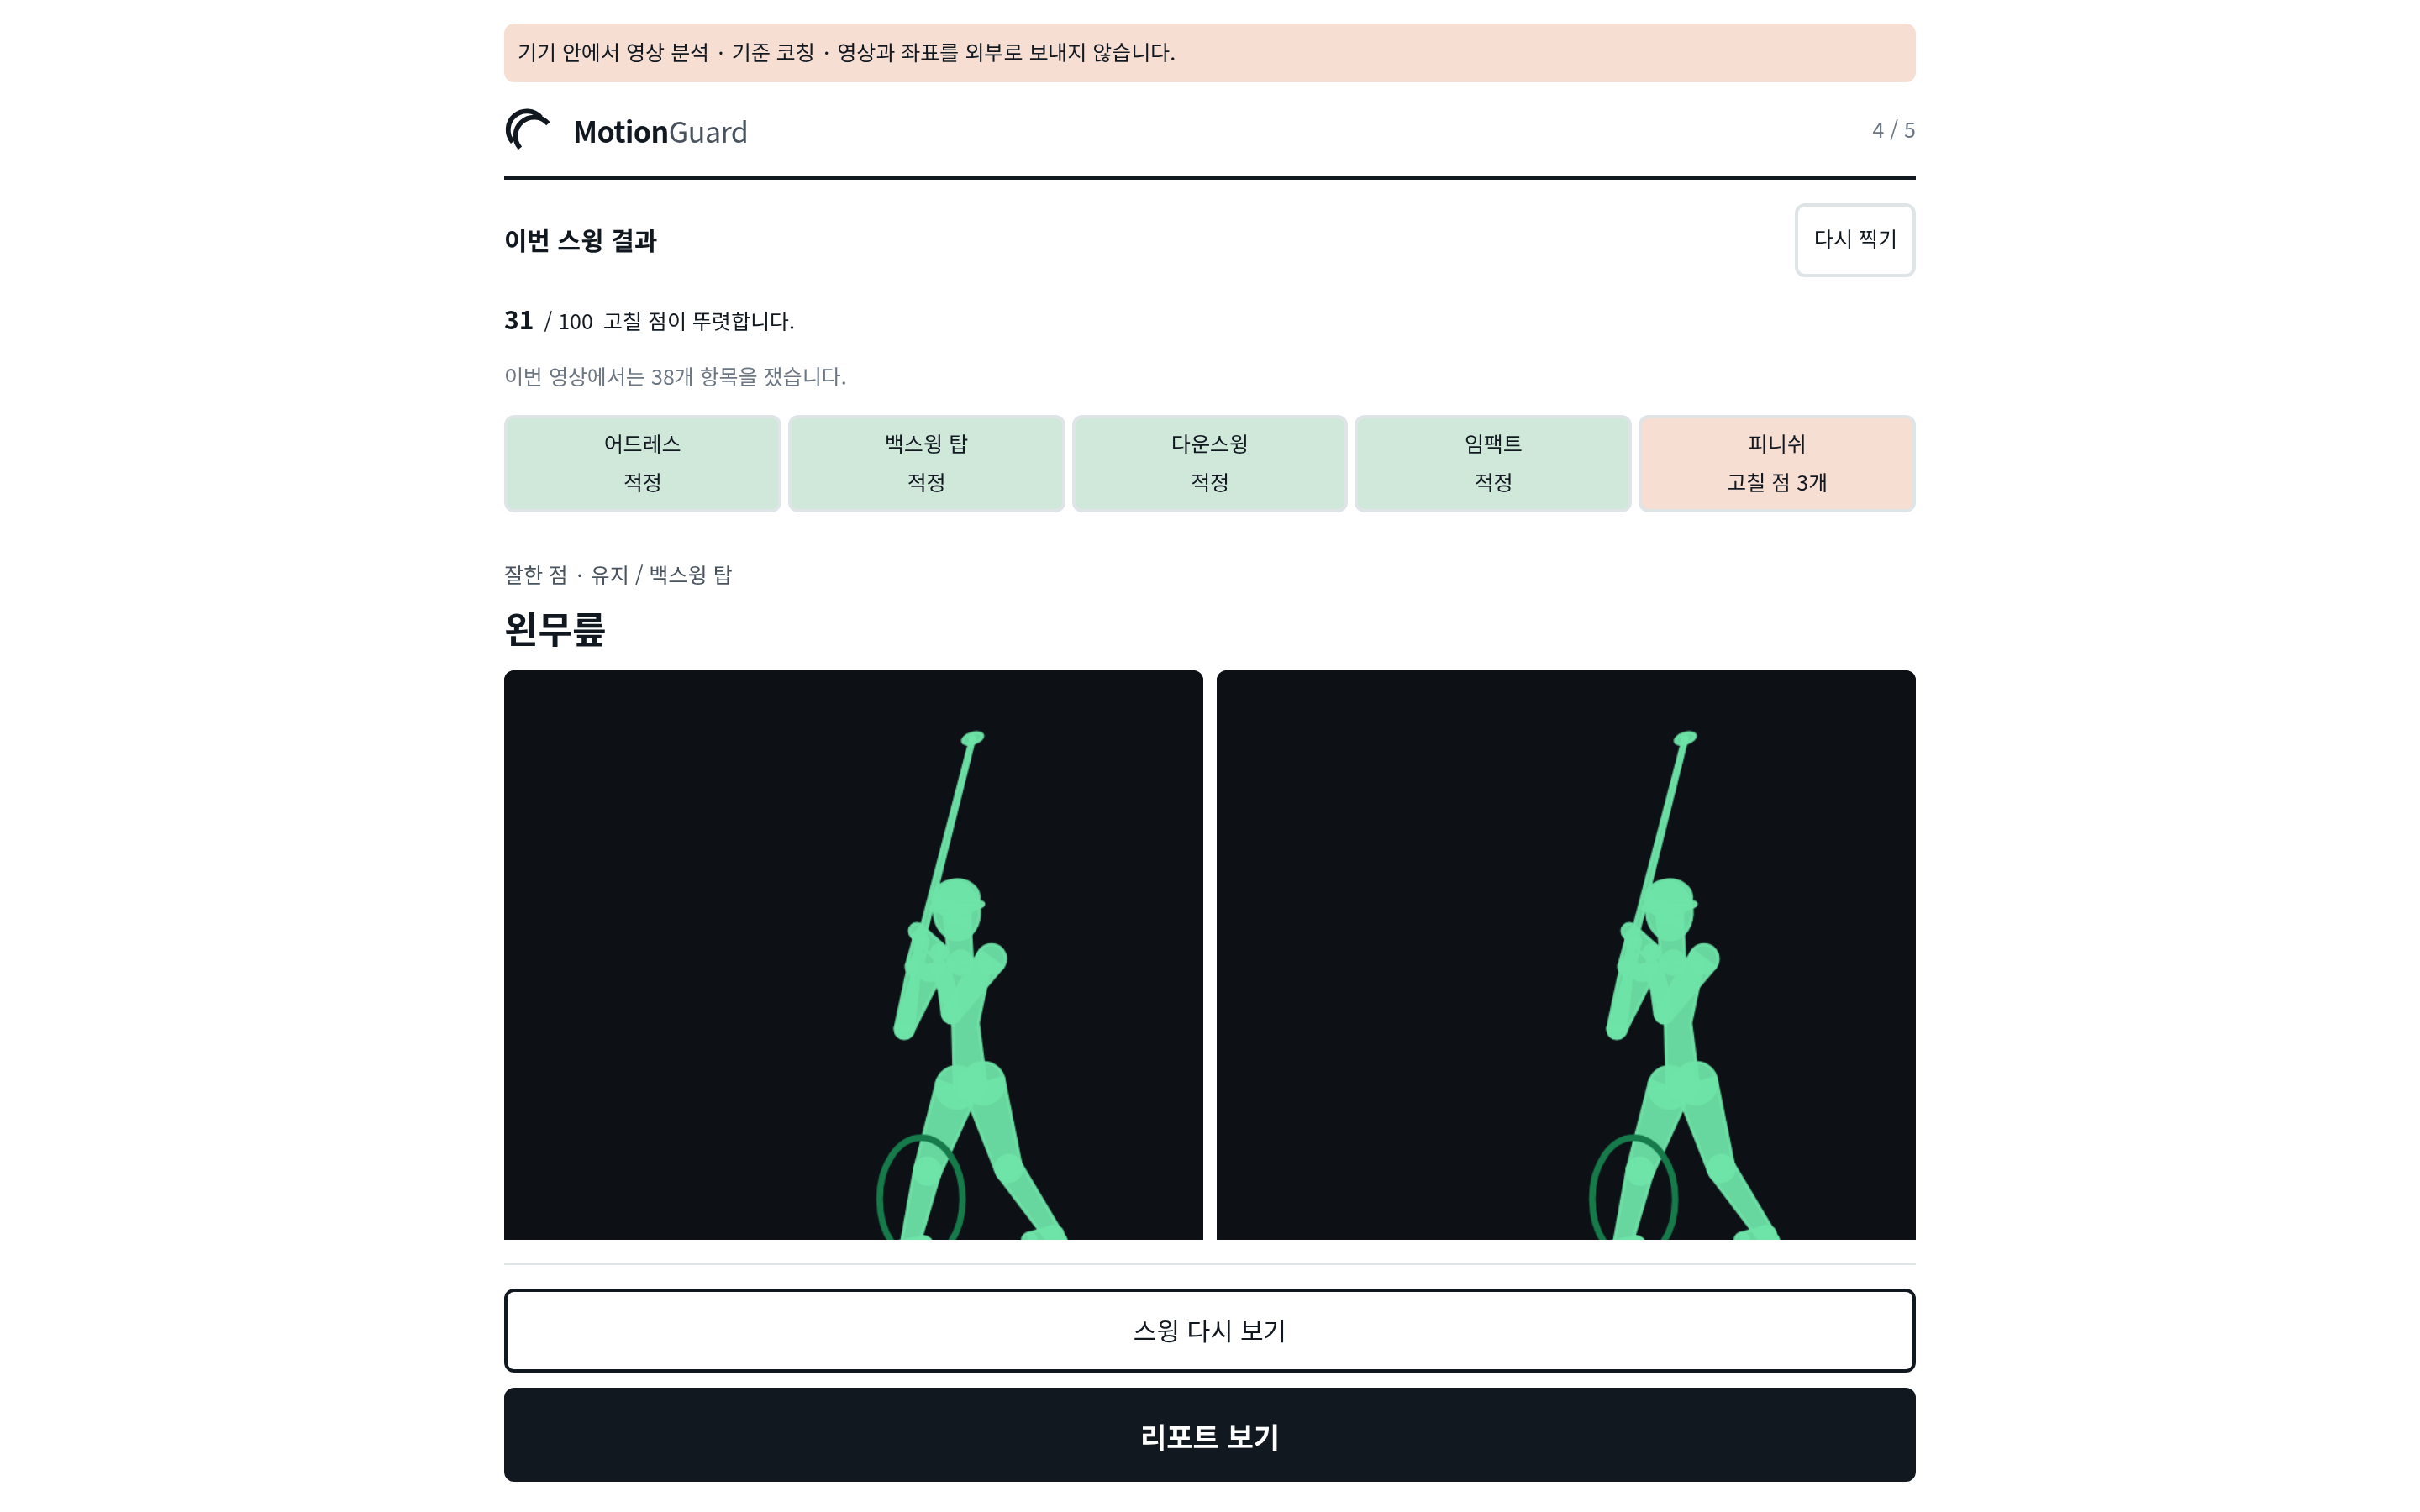 기기 안에서 영상 분석 · 기준 코칭 · 영상과 좌표를 외부로 보내지 않습니다.
MotionGuard
4 / 5
이번 스윙 결과
다시 찍기
31 / 100 고칠 점이 뚜렷합니다.
이번 영상에서는 38개 항목을 쟀습니다.
어드레스
적정
백스윙 탑
적정
다운스윙
적정
임팩트
적정
피니쉬
고칠 점 3개
잘한 점 · 유지 / 백스윙 탑
왼무릎
스윙 다시 보기
리포트 보기